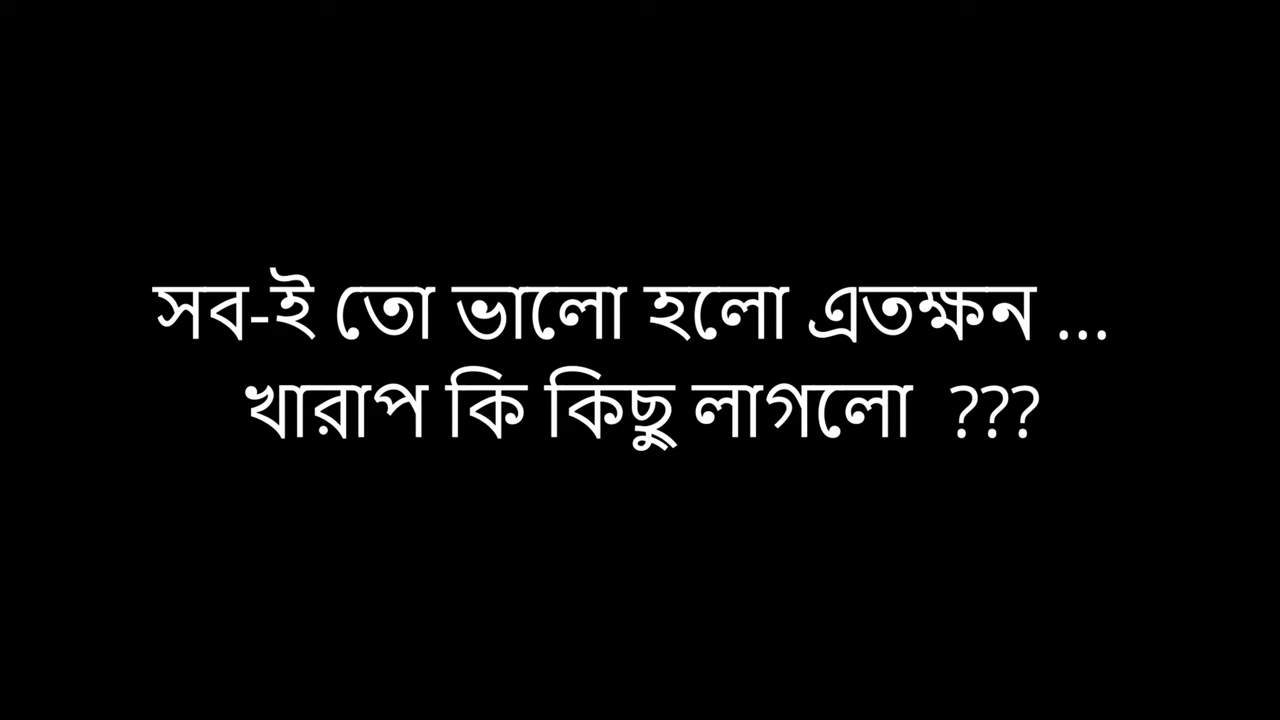 সব-ই তো ভালো হলো এতক্ষন ...
খারাপ কি কিছু লাগলো ???